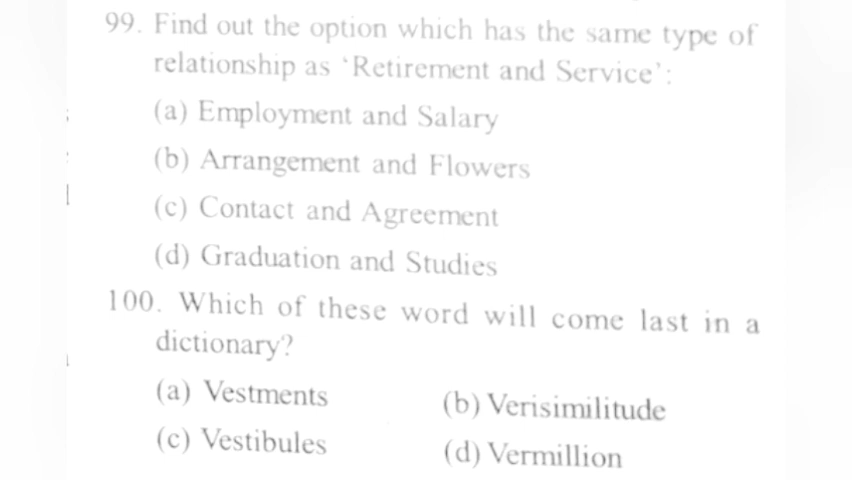 99. Find out the option which has the same type of
relationship as ‘Retirement and Service’:
(a) Employment and Salary
(b) Arrangement and Flowers
(c) Contact and Agreement
(d) Graduation and Studies
100. Which of these word will come last in a
dictionary?
(a) Vestments (b) Verisimilitude
(c) Vestibules (d) Vermillion